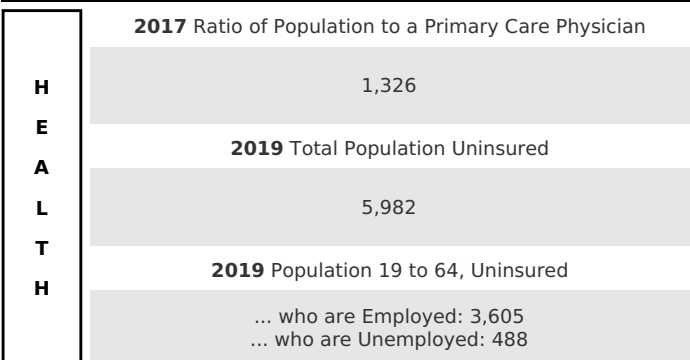 HEALTH
2017 Ratio of Population to a Primary Care Physician
1,326
2019 Total Population Uninsured
5,982
2019 Population 19 to 64, Uninsured
... who are Employed: 3,605
... who are Unemployed: 488